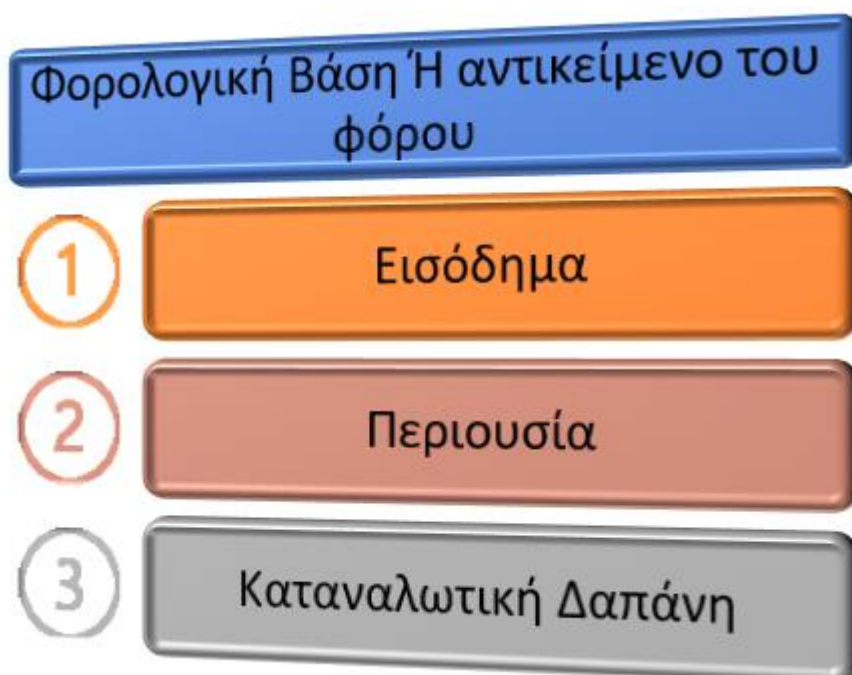 Φορολογική Βάση Ή αντικείμενο του
φόρου
1
Εισόδημα
2
Περιουσία
3
Καταναλωτική Δαπάνη